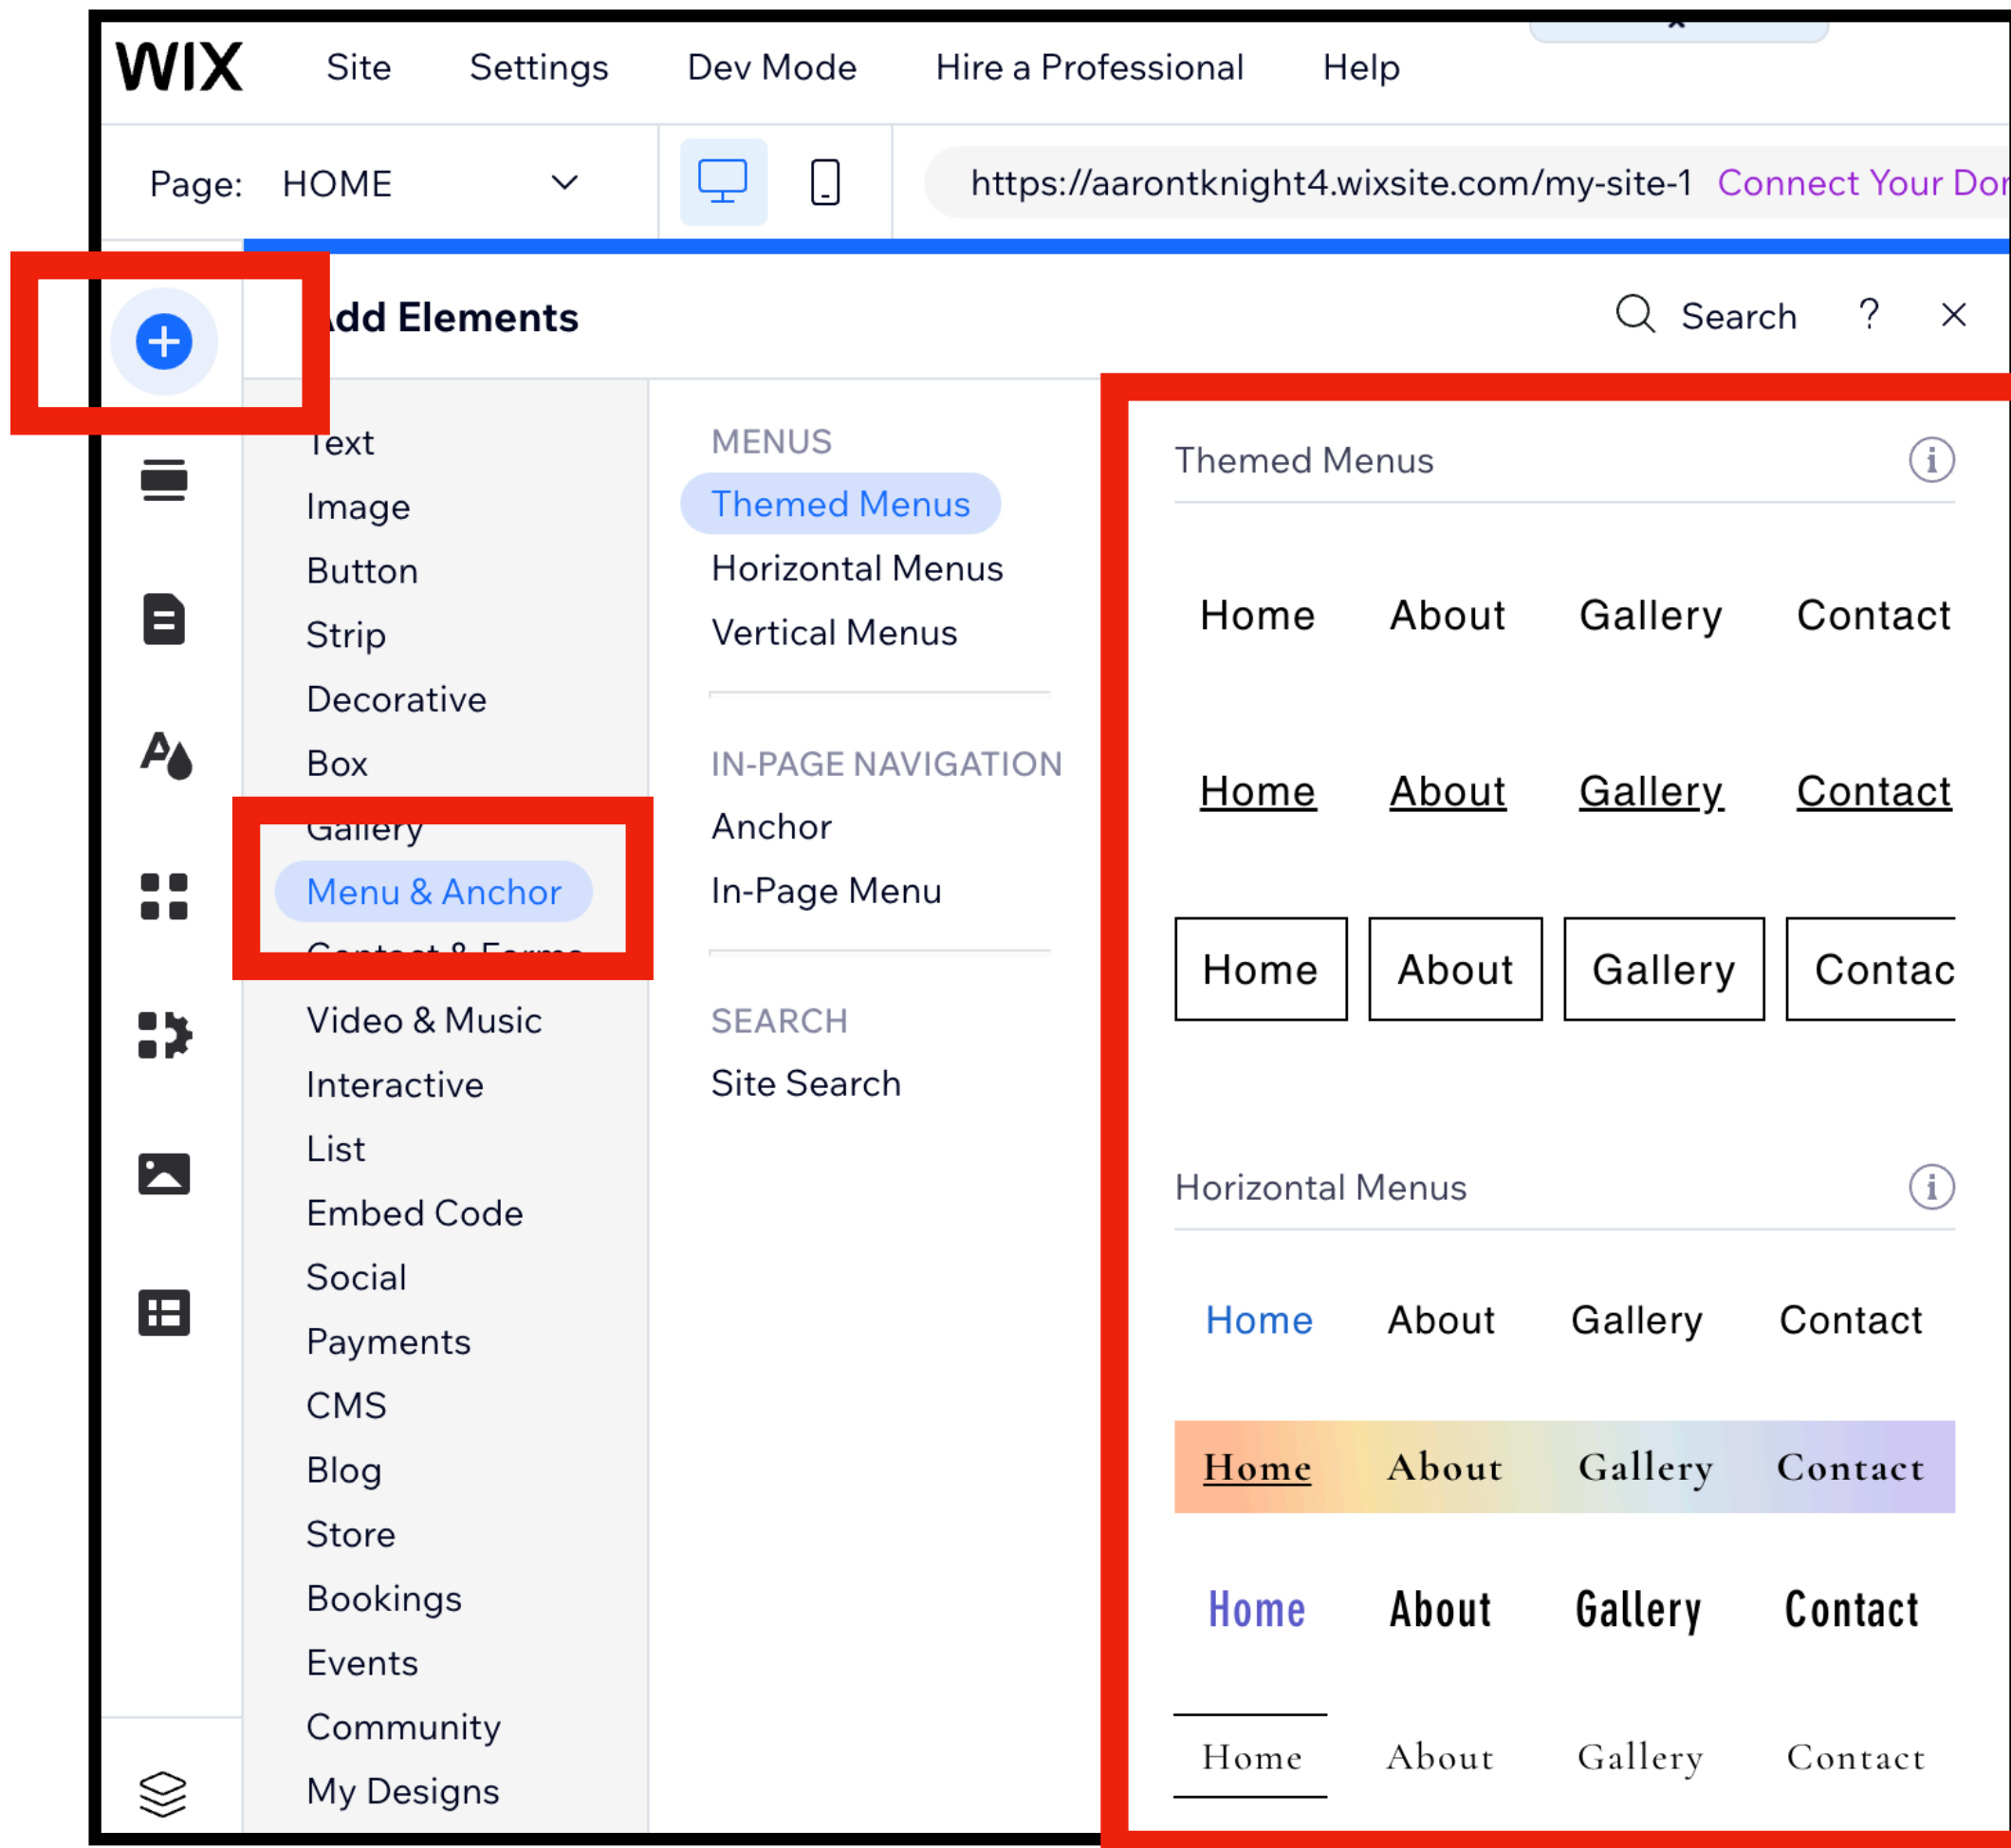 WIX Site Settings Dev Mode Hire a Professional Help
Page: HOME https://aarontknight4.wixsite.com/my-site-1 Connect Your
Elements Search ?
Text
Image
Button
Strip
Decorative
Box
Gallery
Menu & Anchor
Contact & Forms
Video & Music
Interactive
List
Embed Code
Social
Payments
CMS
Blog
Store
Bookings
Events
Community
My Designs
MENUS
Themed Menus
Horizontal Menus
Vertical Menus
IN-PAGE NAVIGATION
Anchor
In-Page Menu
SEARCH
Site Search
Themed Menus
Home About Gallery Contact
Home About Gallery Contact
Home About Gallery Contac
Horizontal Menus
Home About Gallery Contact
Home About Gallery Contact
Home About Gallery Contact
Home About Gallery Contact